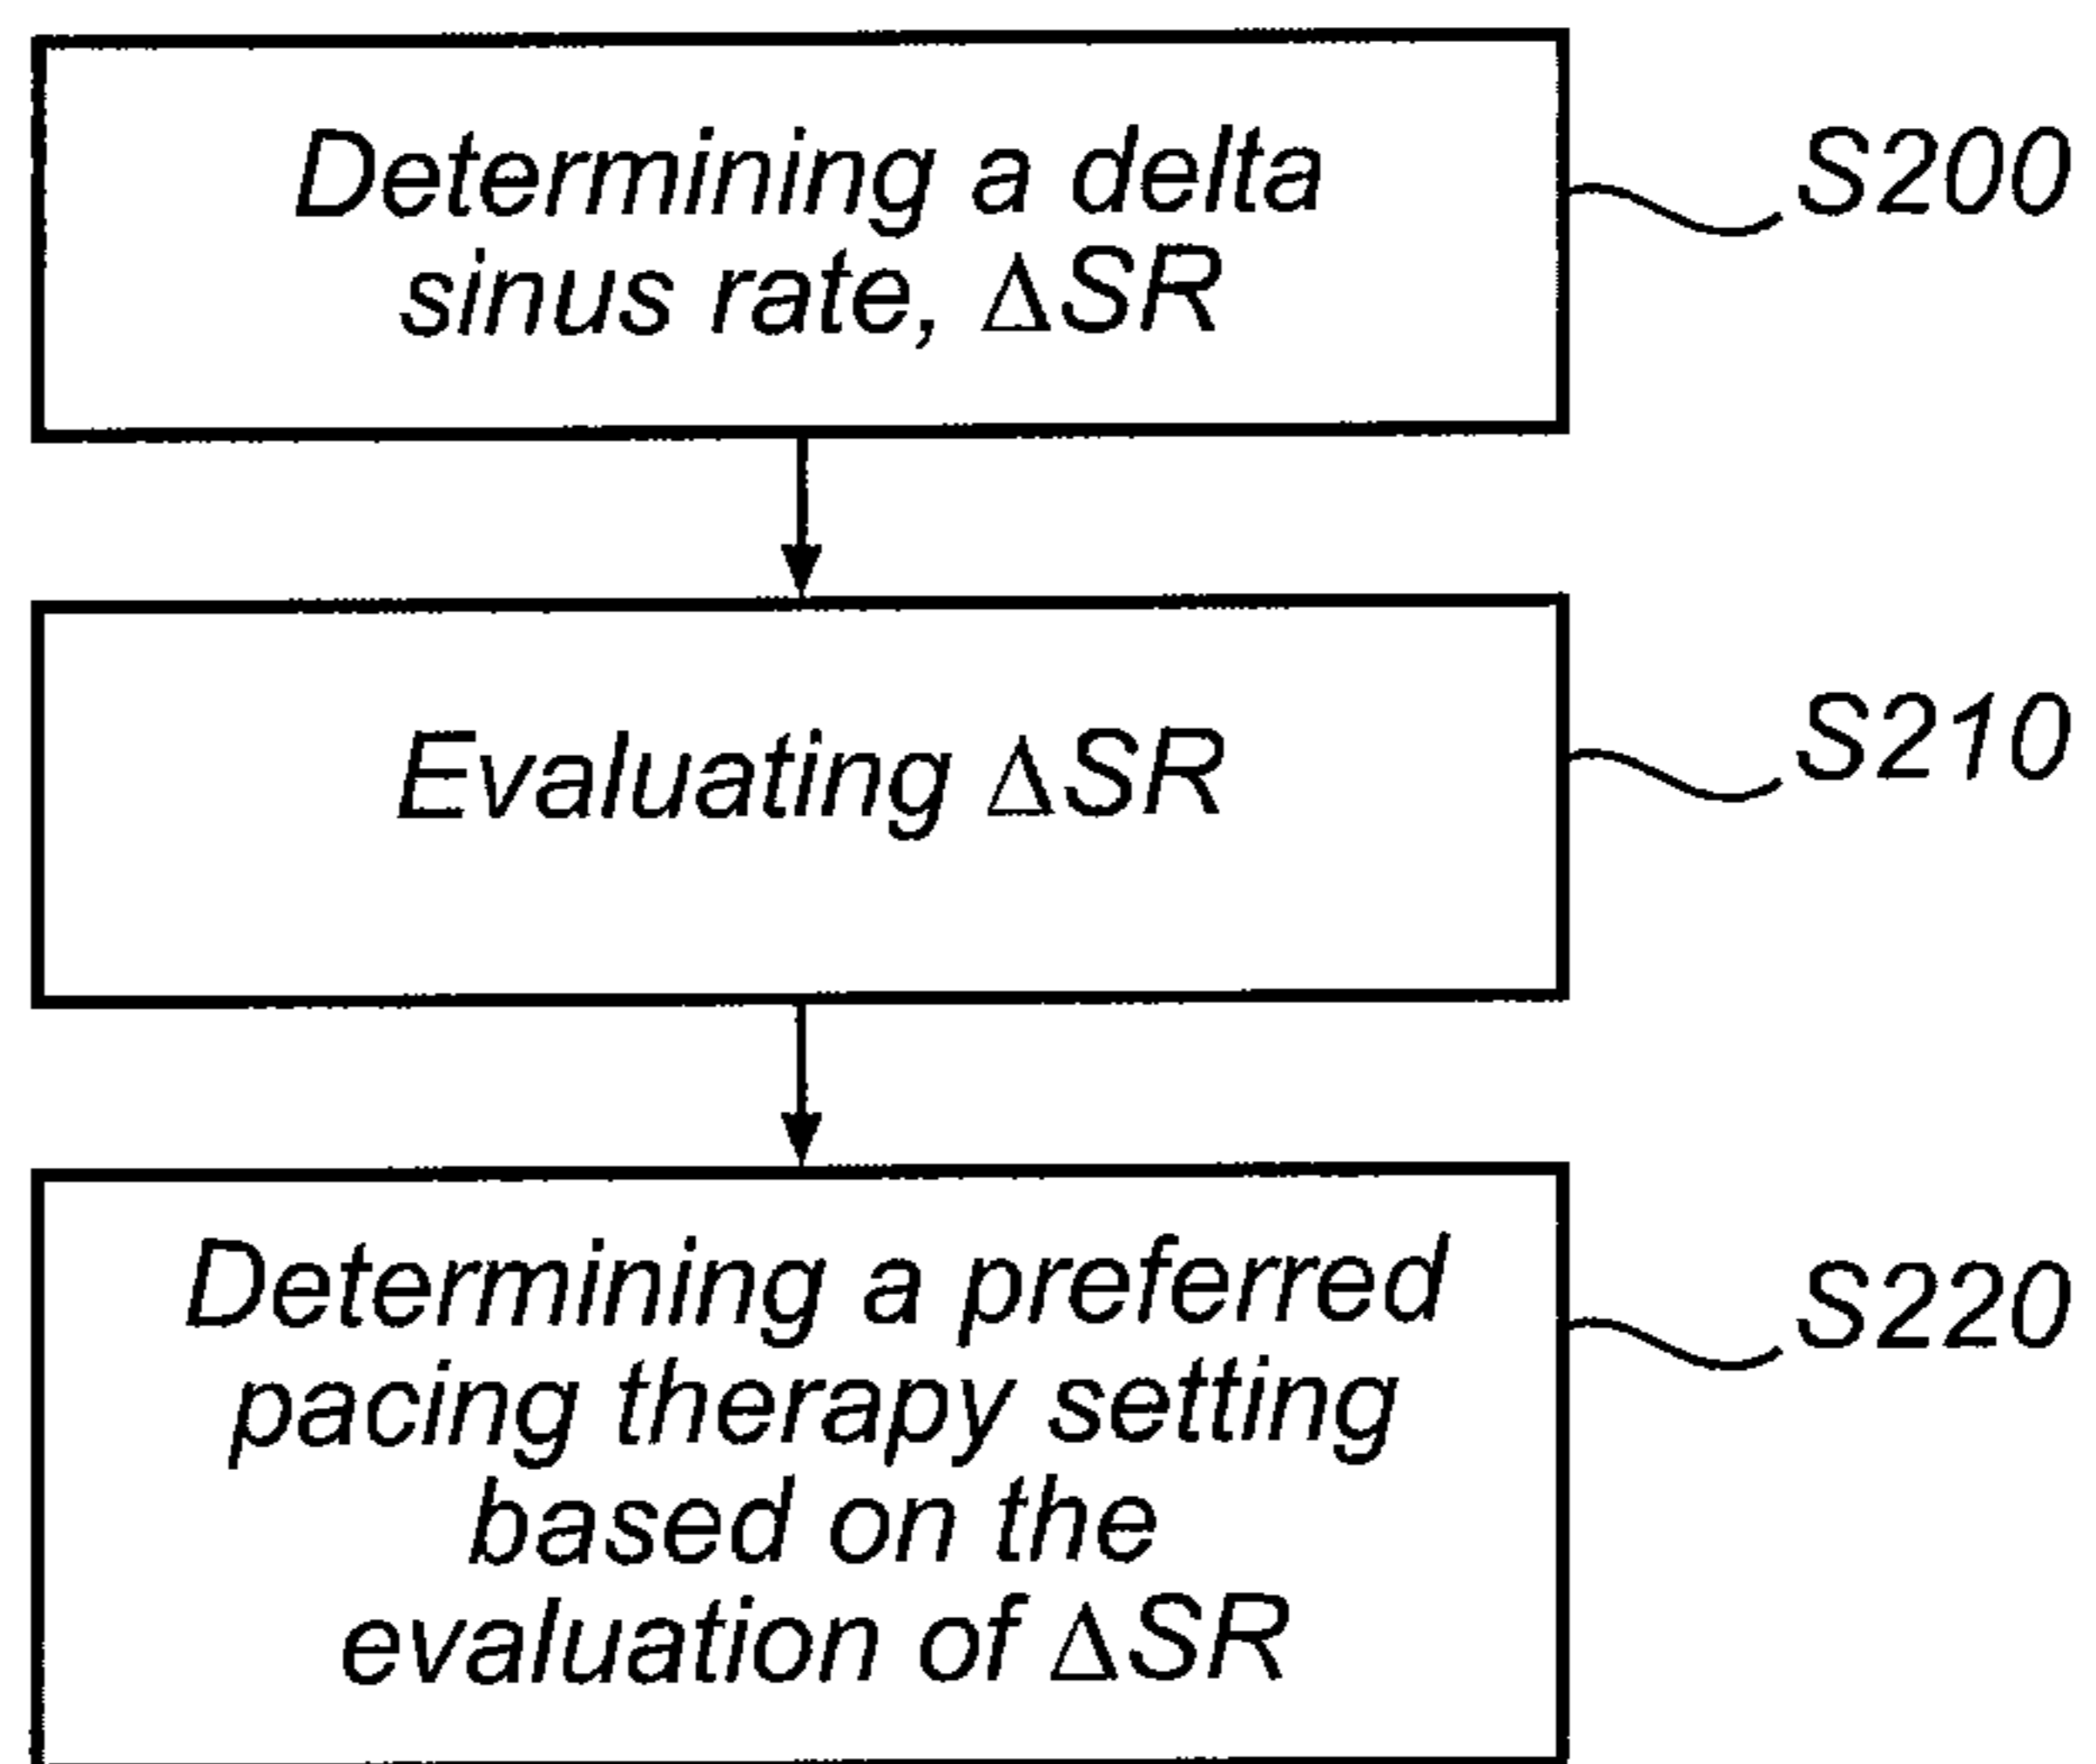 Determining a delta
sinus rate, ΔSR
S200
Evaluating ΔSR
S210
Determining a preferred
pacing therapy setting
based on the
evaluation of ΔSR
S220